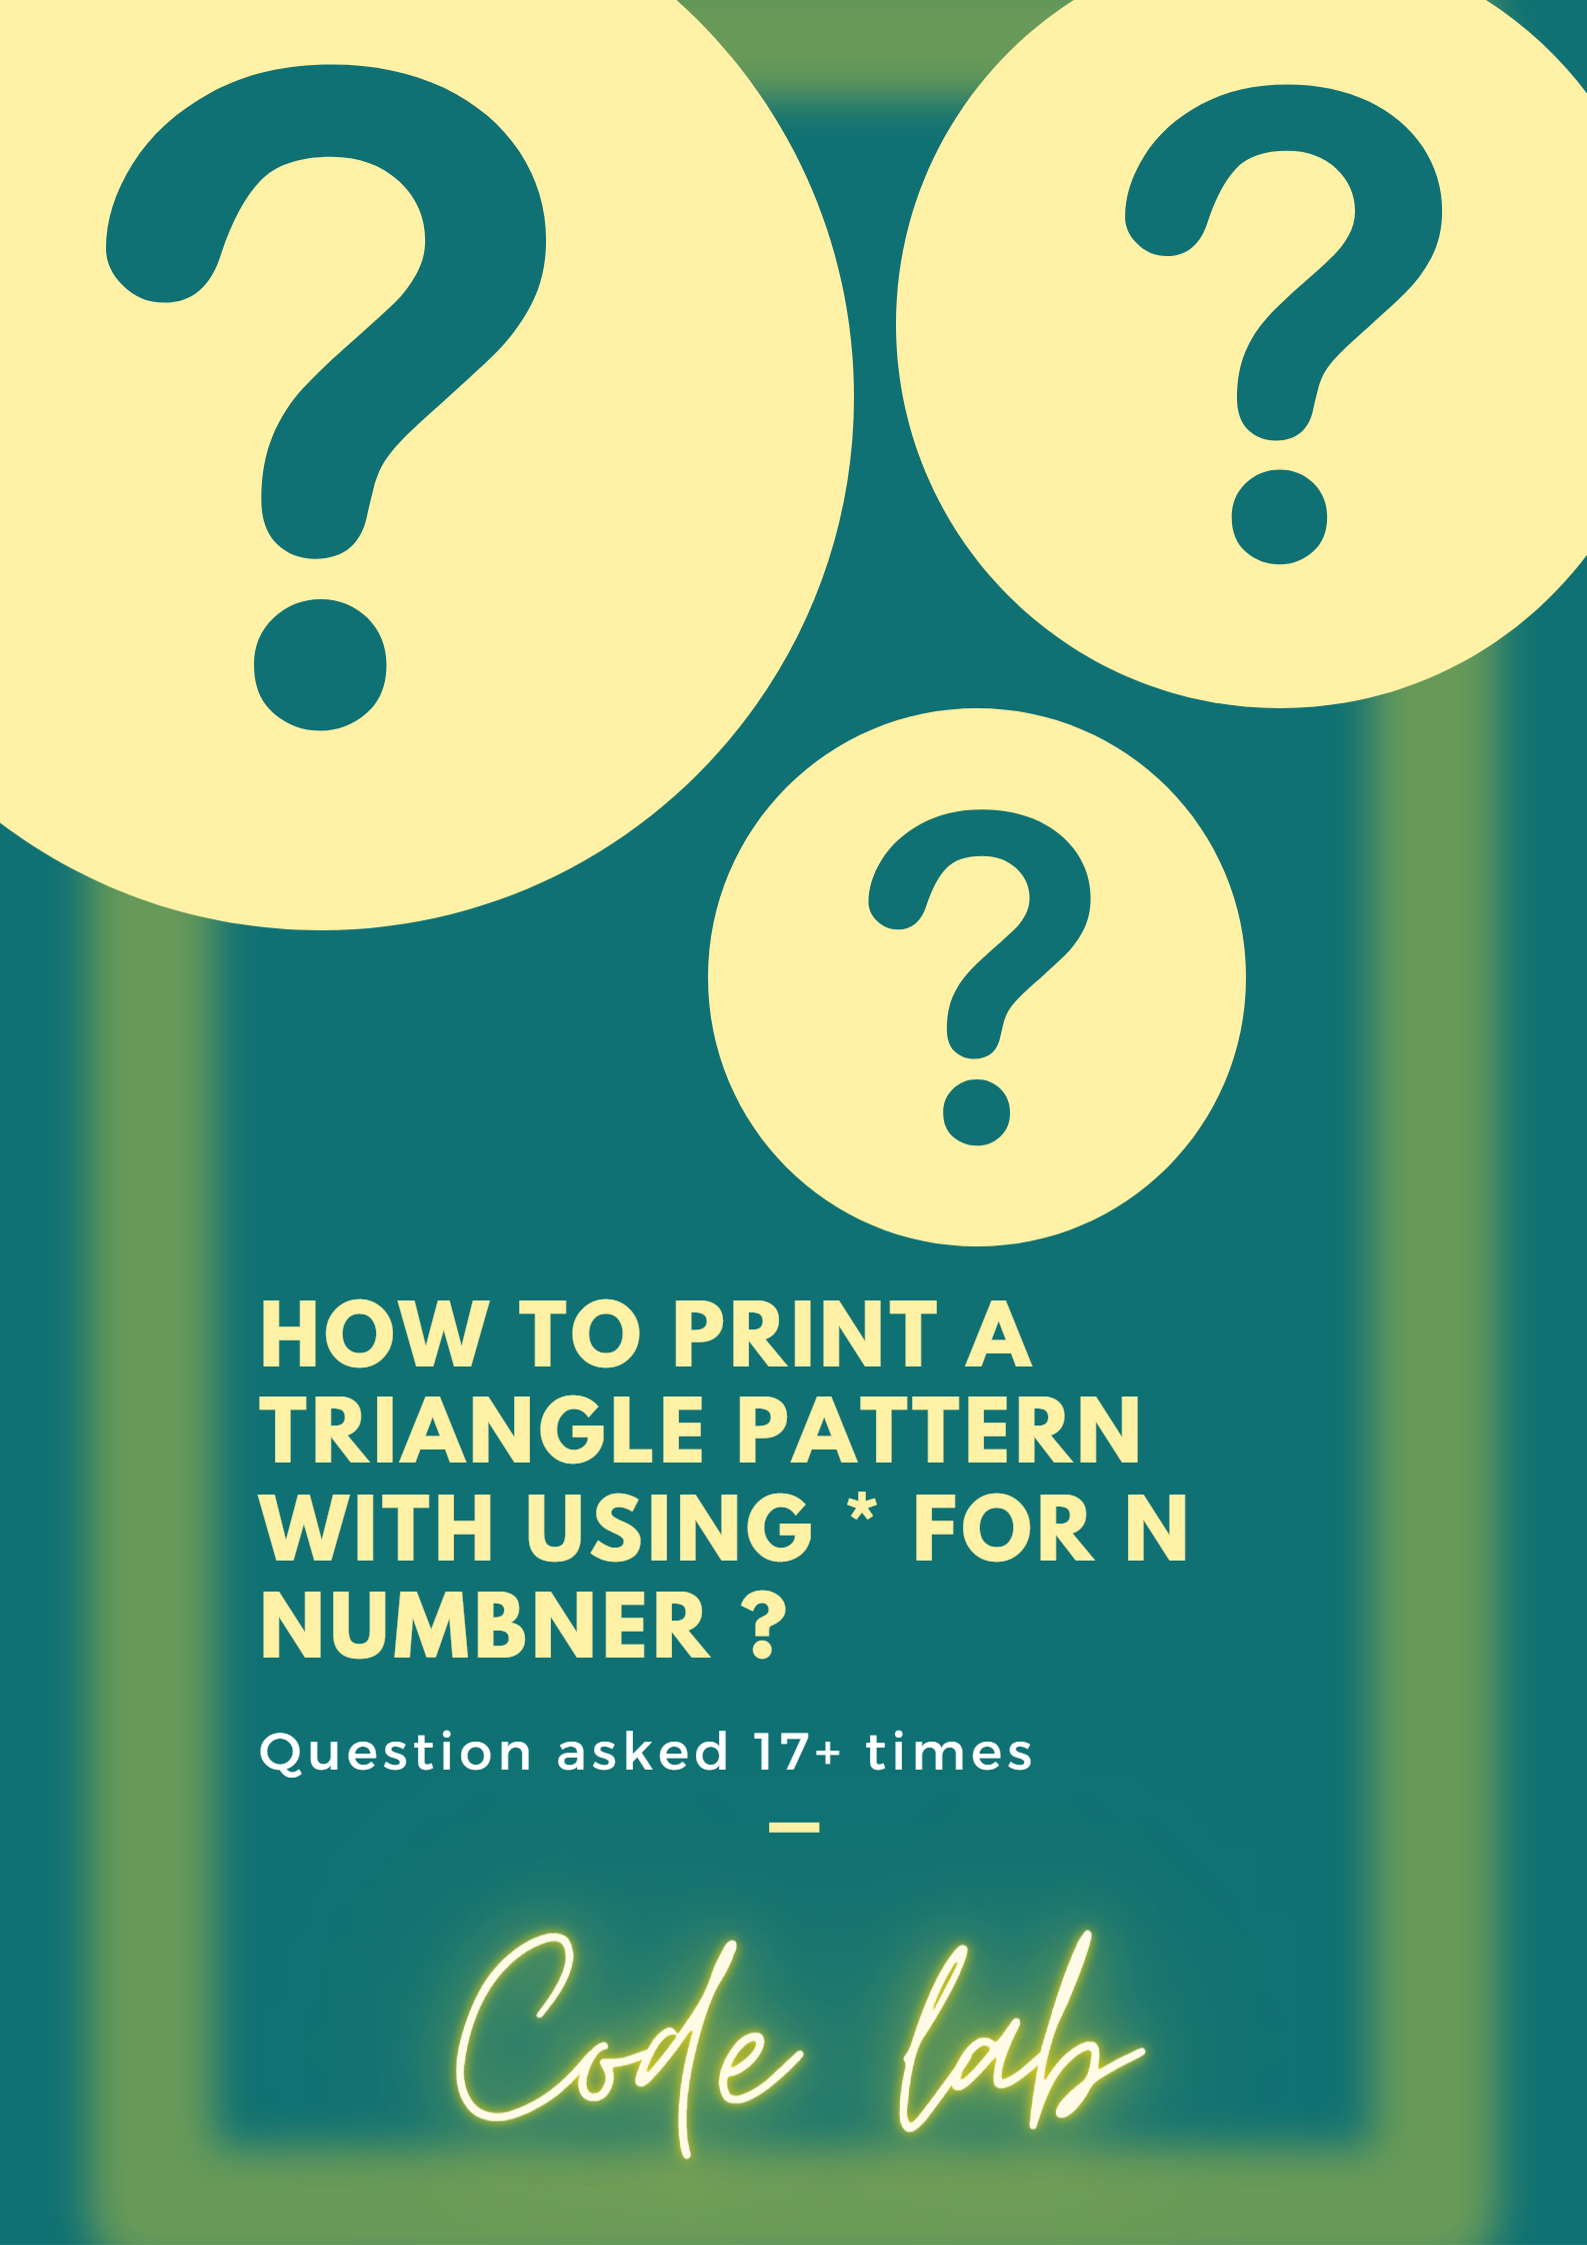 ?
?
?
HOW TO PRINT A
TRIANGLE PATTERN
WITH USING * FOR N
NUMBNER ?
Question asked 17+ times
Code lab